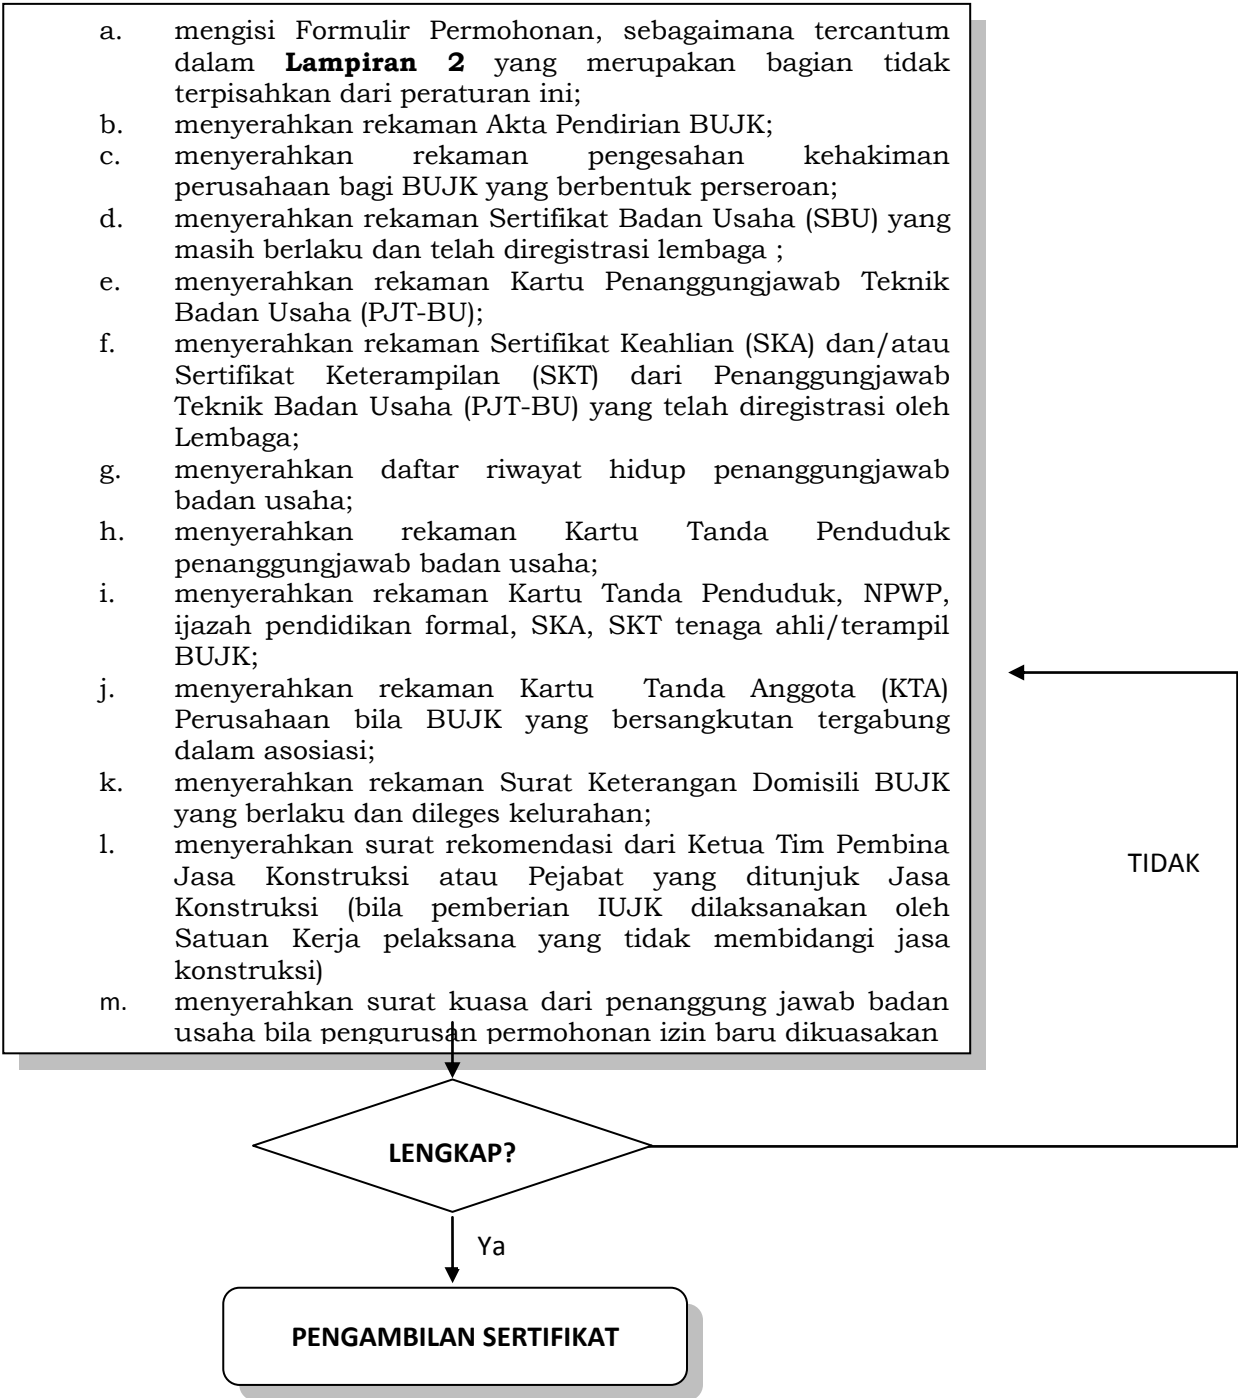 a. mengisi Formulir Permohonan, sebagaimana tercantum
dalam Lampiran 2 yang merupakan bagian tidak
terpisahkan dari peraturan ini;
b. menyerahkan rekaman Akta Pendirian BUJK;
c. menyerahkan rekaman pengesahan kehakiman
perusahaan bagi BUJK yang berbentuk perseroan;
d. menyerahkan rekaman Sertifikat Badan Usaha (SBU) yang
masih berlaku dan telah diregistrasi lembaga ;
e. menyerahkan rekaman Kartu Penanggungjawab Teknik
Badan Usaha (PJT-BU);
f. menyerahkan rekaman Sertifikat Keahlian (SKA) dan/atau
Sertifikat Keterampilan (SKT) dari Penanggungjawab
Teknik Badan Usaha (PJT-BU) yang telah diregistrasi oleh
Lembaga;
g. menyerahkan daftar riwayat hidup penanggungjawab
badan usaha;
h. menyerahkan rekaman Kartu Tanda Penduduk
penanggungjawab badan usaha;
i. menyerahkan rekaman Kartu Tanda Penduduk, NPWP,
ijazah pendidikan formal, SKA, SKT tenaga ahli/terampil
BUJK;
j. menyerahkan rekaman Kartu Tanda Anggota (KTA)
Perusahaan bila BUJK yang bersangkutan tergabung
dalam asosiasi;
k. menyerahkan rekaman Surat Keterangan Domisili BUJK
yang berlaku dan dileges kelurahan;
l. menyerahkan surat rekomendasi dari Ketua Tim Pembina
Jasa Konstruksi atau Pejabat yang ditunjuk Jasa
Konstruksi (bila pemberian IUJK dilaksanakan oleh
Satuan Kerja pelaksana yang tidak membidangi jasa
konstruksi)
m. menyerahkan surat kuasa dari penanggung jawab badan
usaha bila pengurusan permohonan izin baru dikuasakan
TIDAK
LENGKAP?
Ya
PENGAMBILAN SERTIFIKAT